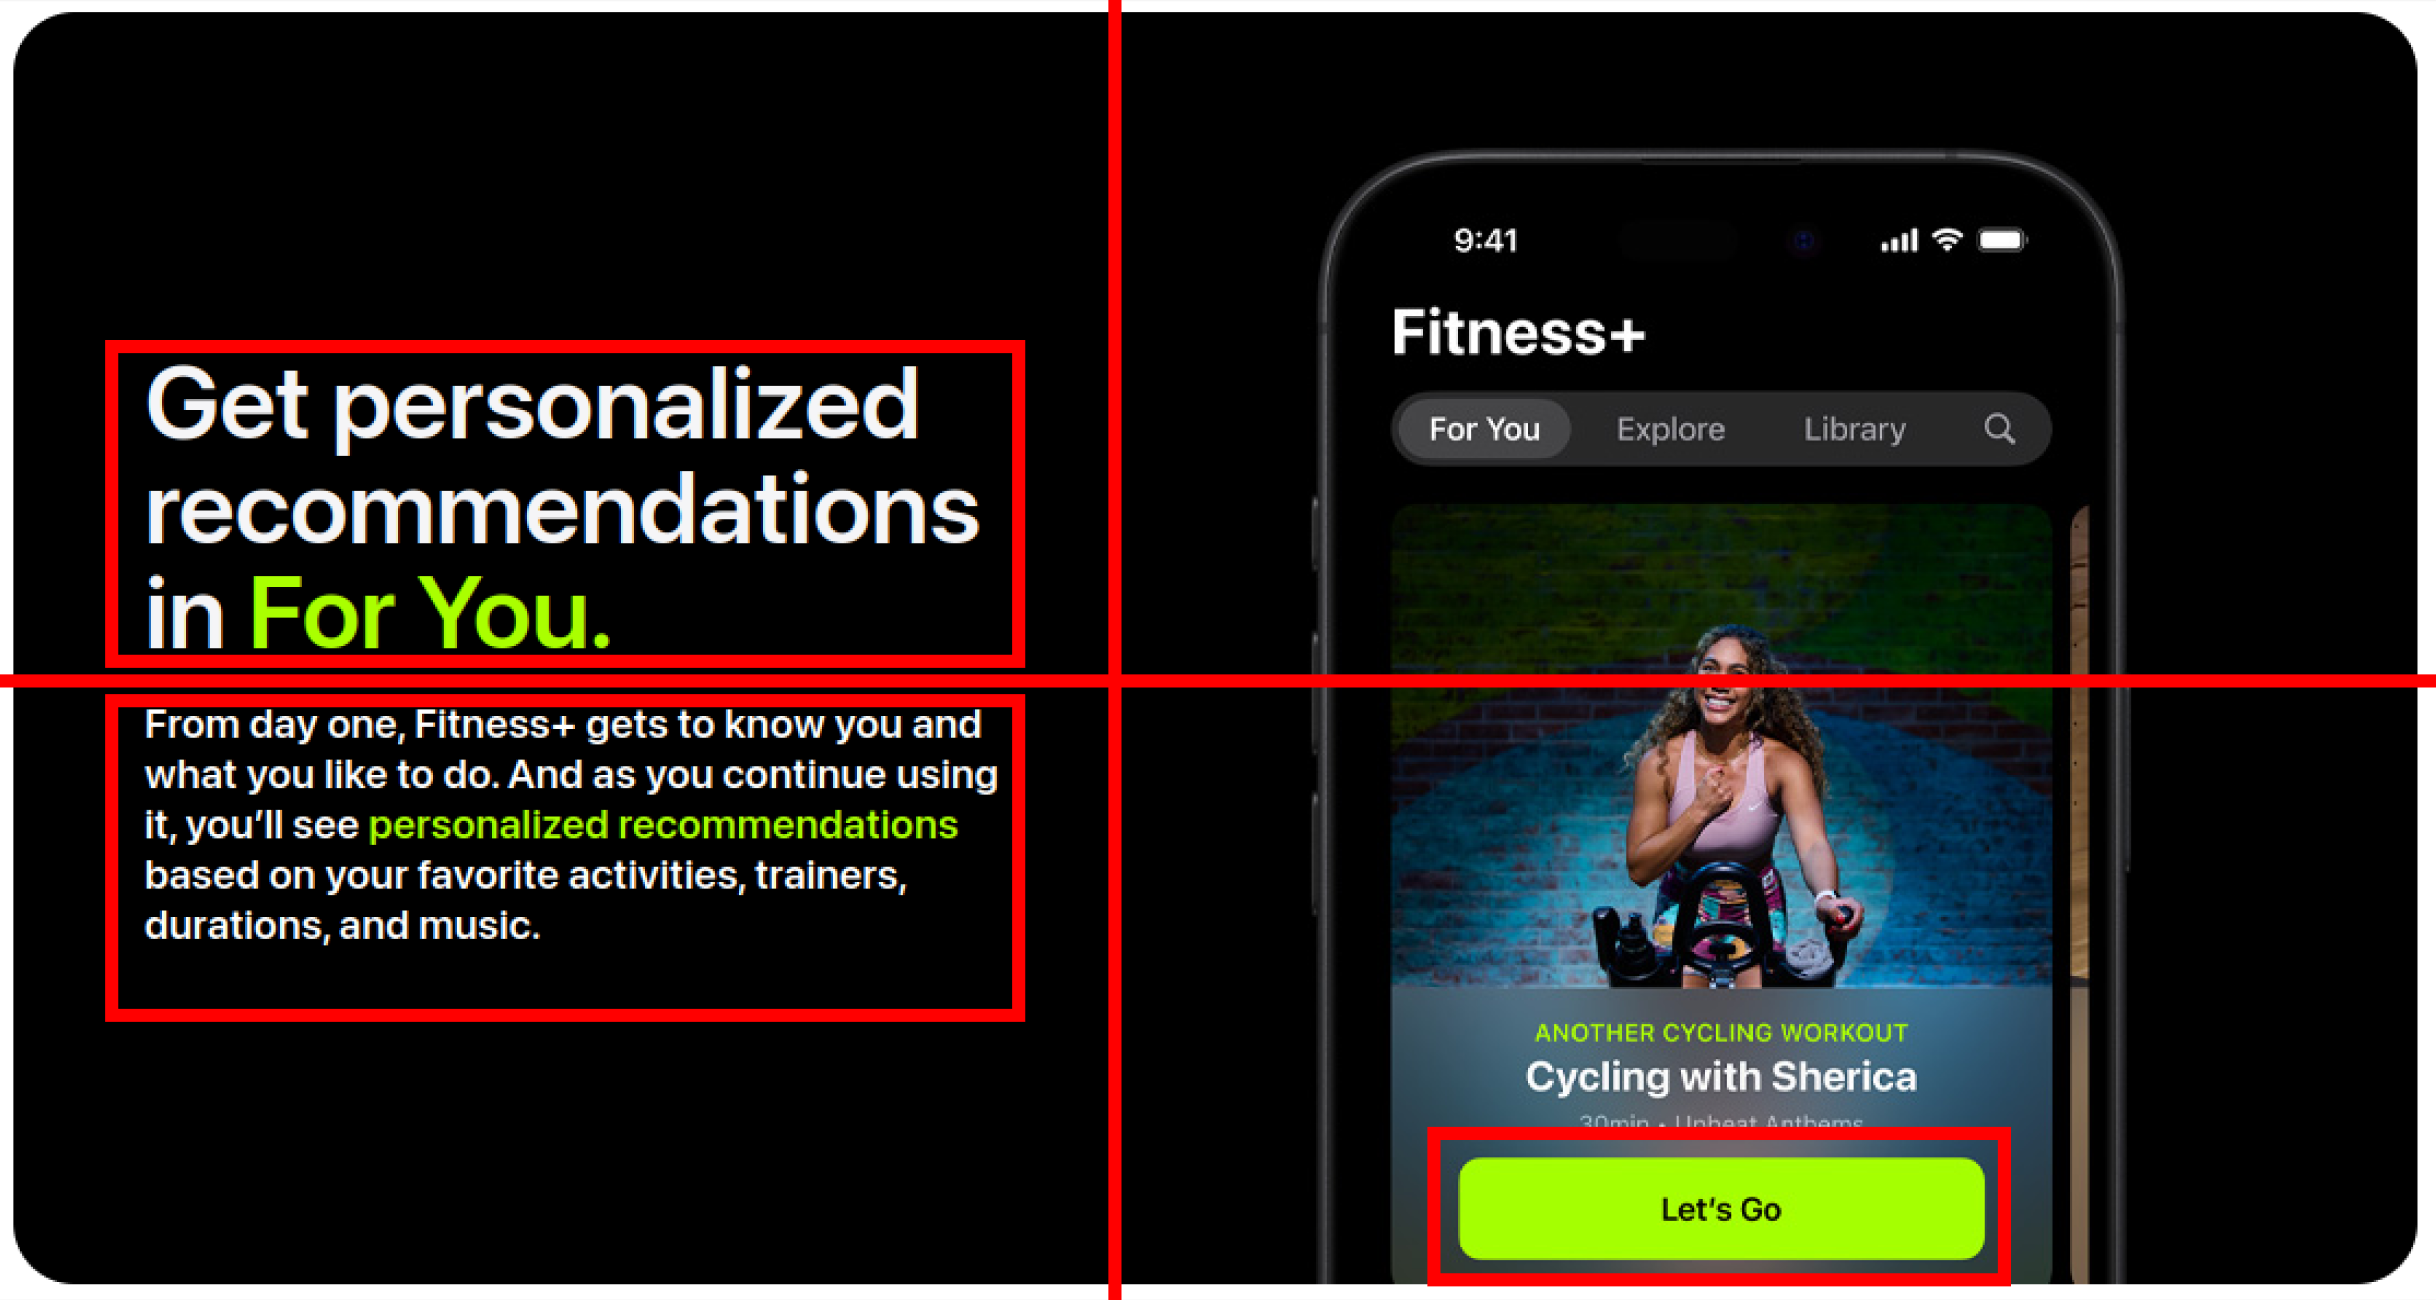 Get personalized
recommendations
in For You.
From day one, Fitness+ gets to know you and
what you like to do. And as you continue using
it, you’ll see personalized recommendations
based on your favorite activities, trainers,
durations, and music.
9:41
Fitness+
For You Explore Library
ANOTHER CYCLING WORKOUT
Cycling with Sherica
30min • Upbeat Anthems
Let’s Go